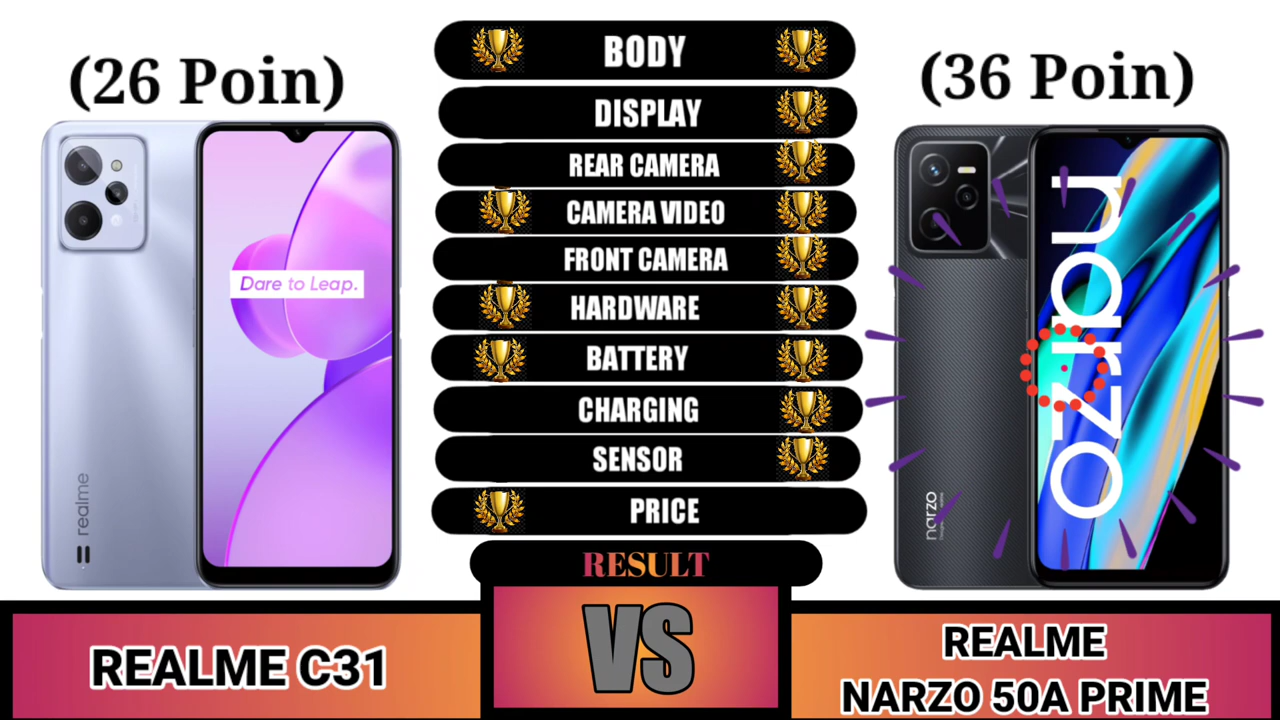 (26 Poin)
realme
Dare to Leap.
BODY
DISPLAY
REAR CAMERA
CAMERA VIDEO
FRONT CAMERA
HARDWARE
BATTERY
CHARGING
SENSOR
PRICE
RESULT
(36 Poin)
narzo
narzo
REALME C31
VS
REALME
NARZO 50A PRIME